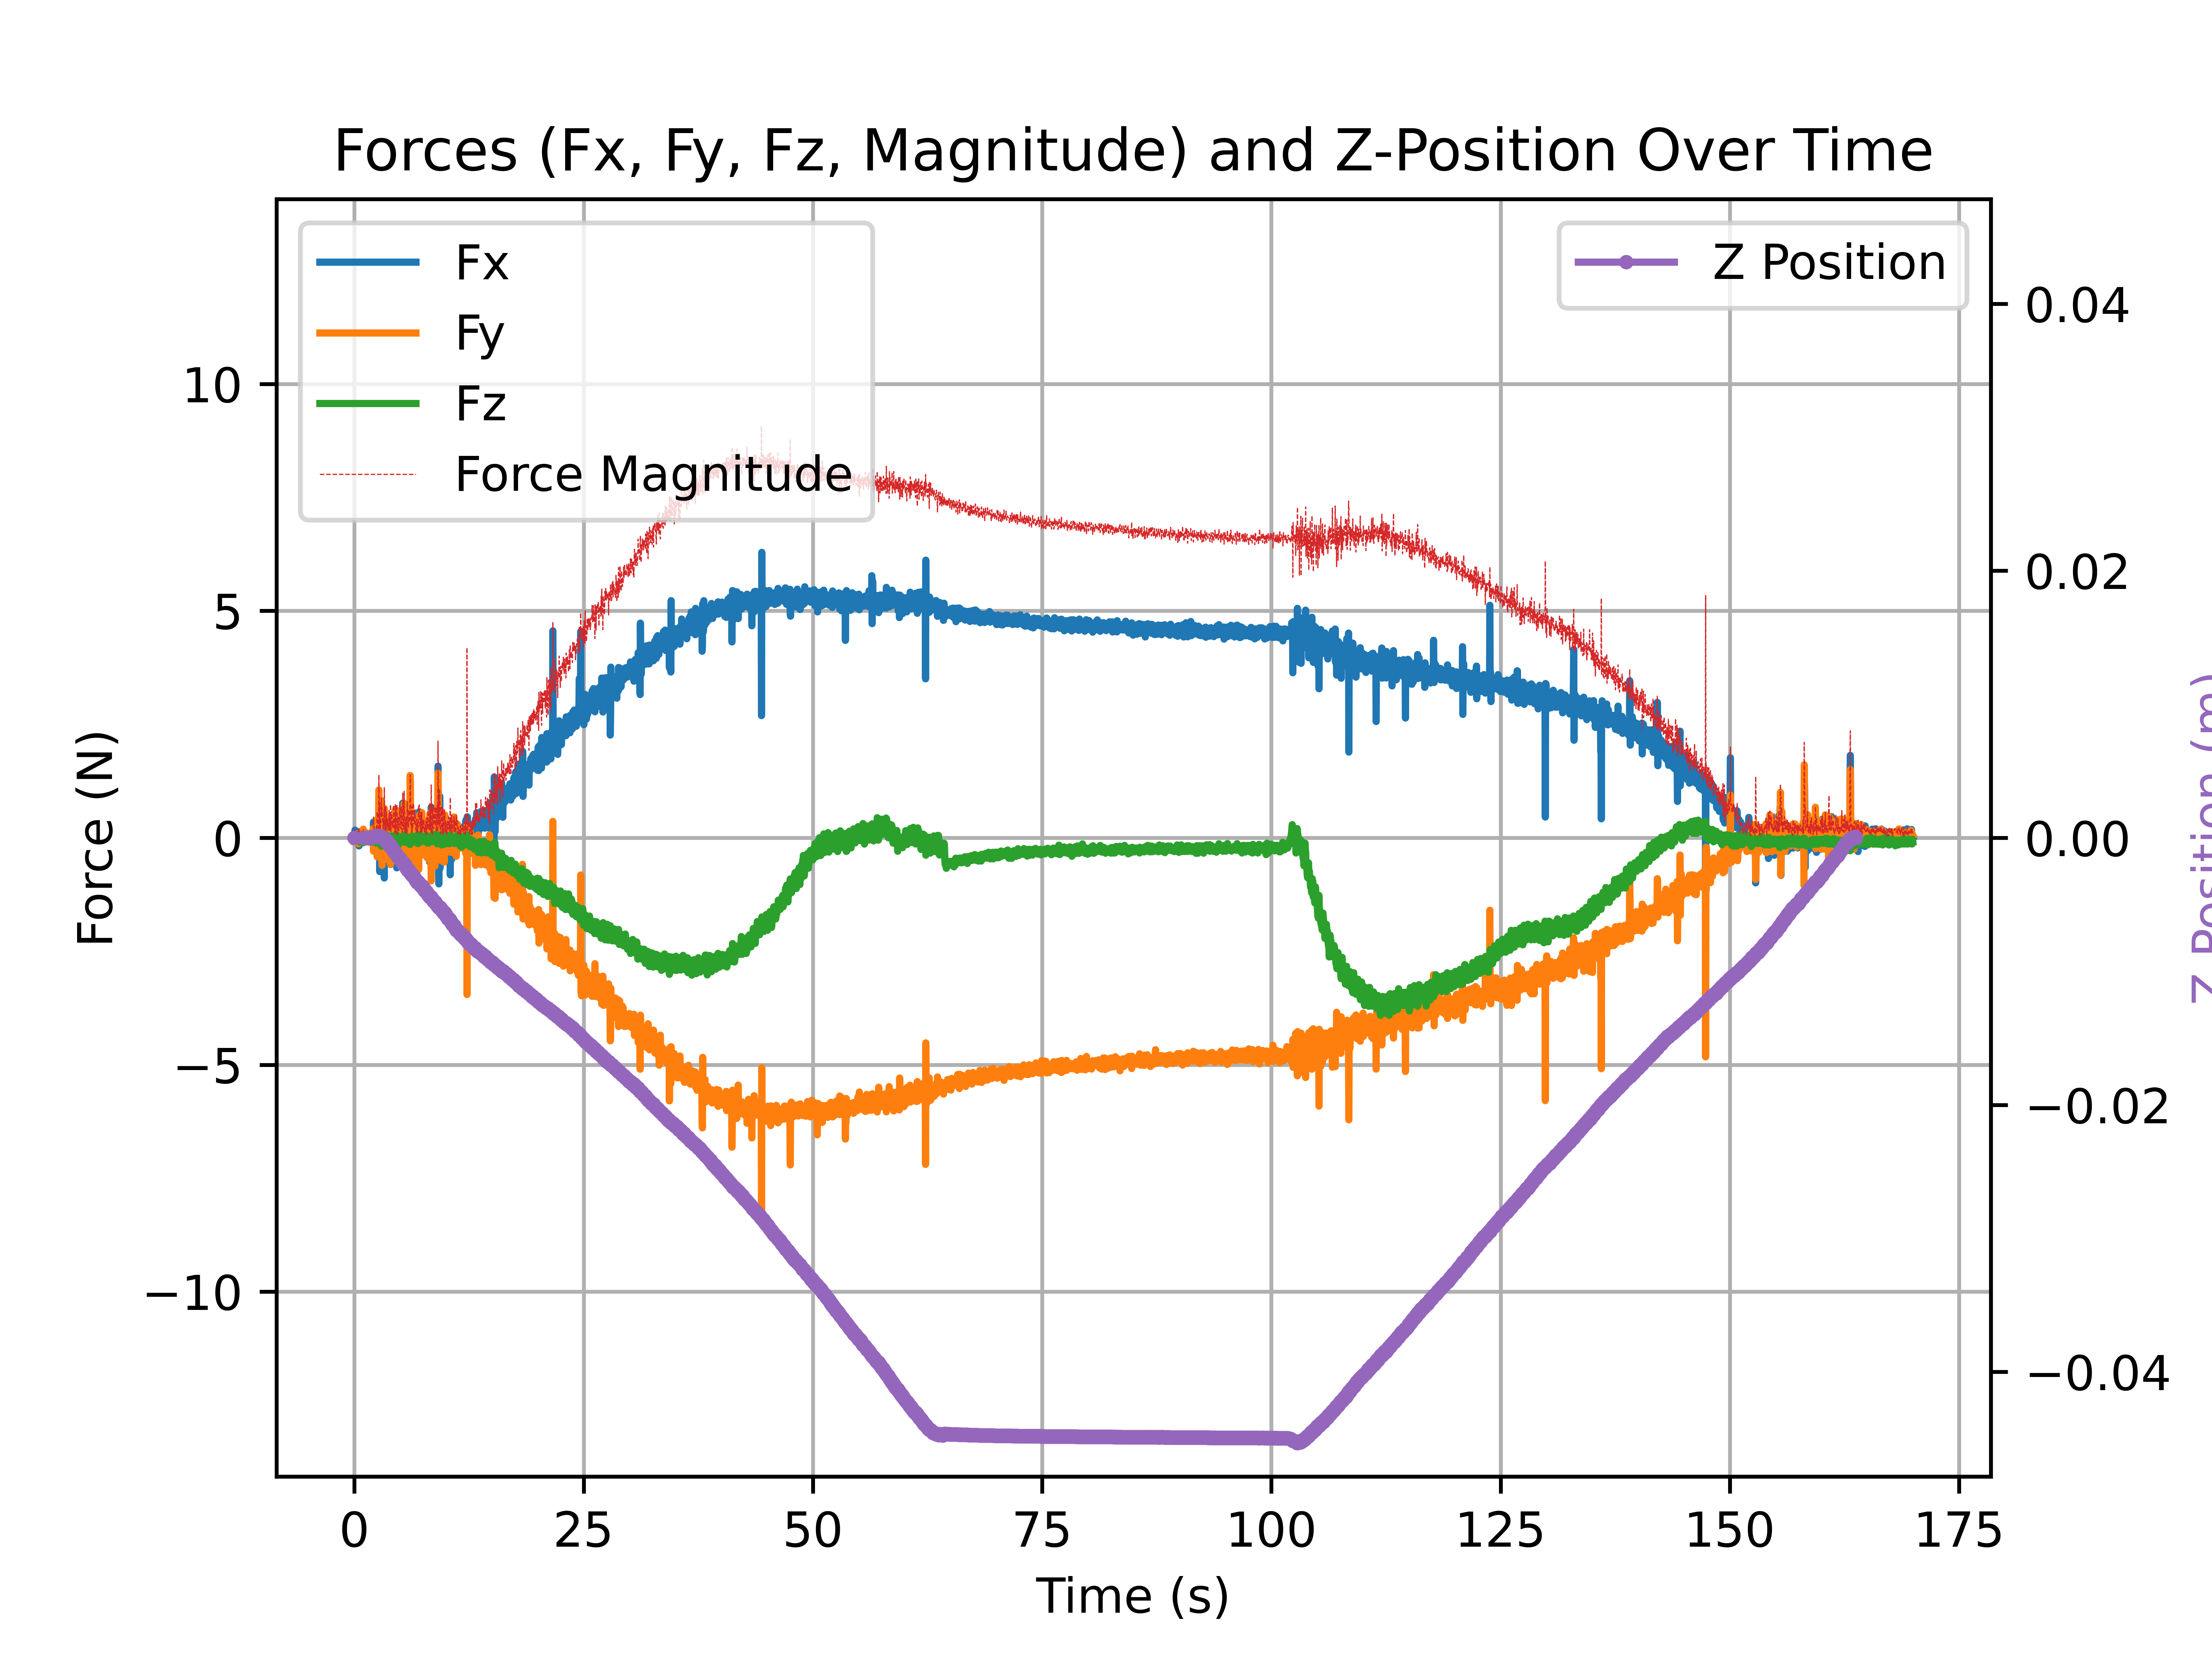 Forces (Fx, Fy, Fz, Magnitude) and Z-Position Over Time
Fx
Fy
Fz
Force Magnitude
Z Position
10
5
0
−5
−10
Force (N)
0.04
0.02
0.00
−0.02
−0.04
Z Position (m)
0
25
50
75
100
125
150
175
Time (s)